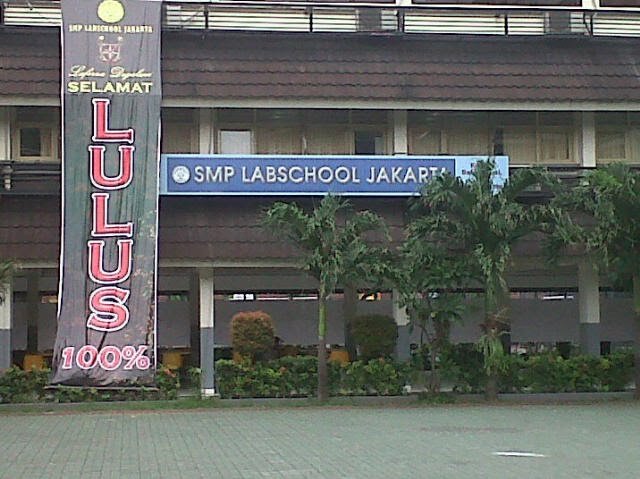 SMP LABSCHOOL JAKARTA
SELAMAT
LULUS
100%
SMP LABSCHOOL JAKARTA